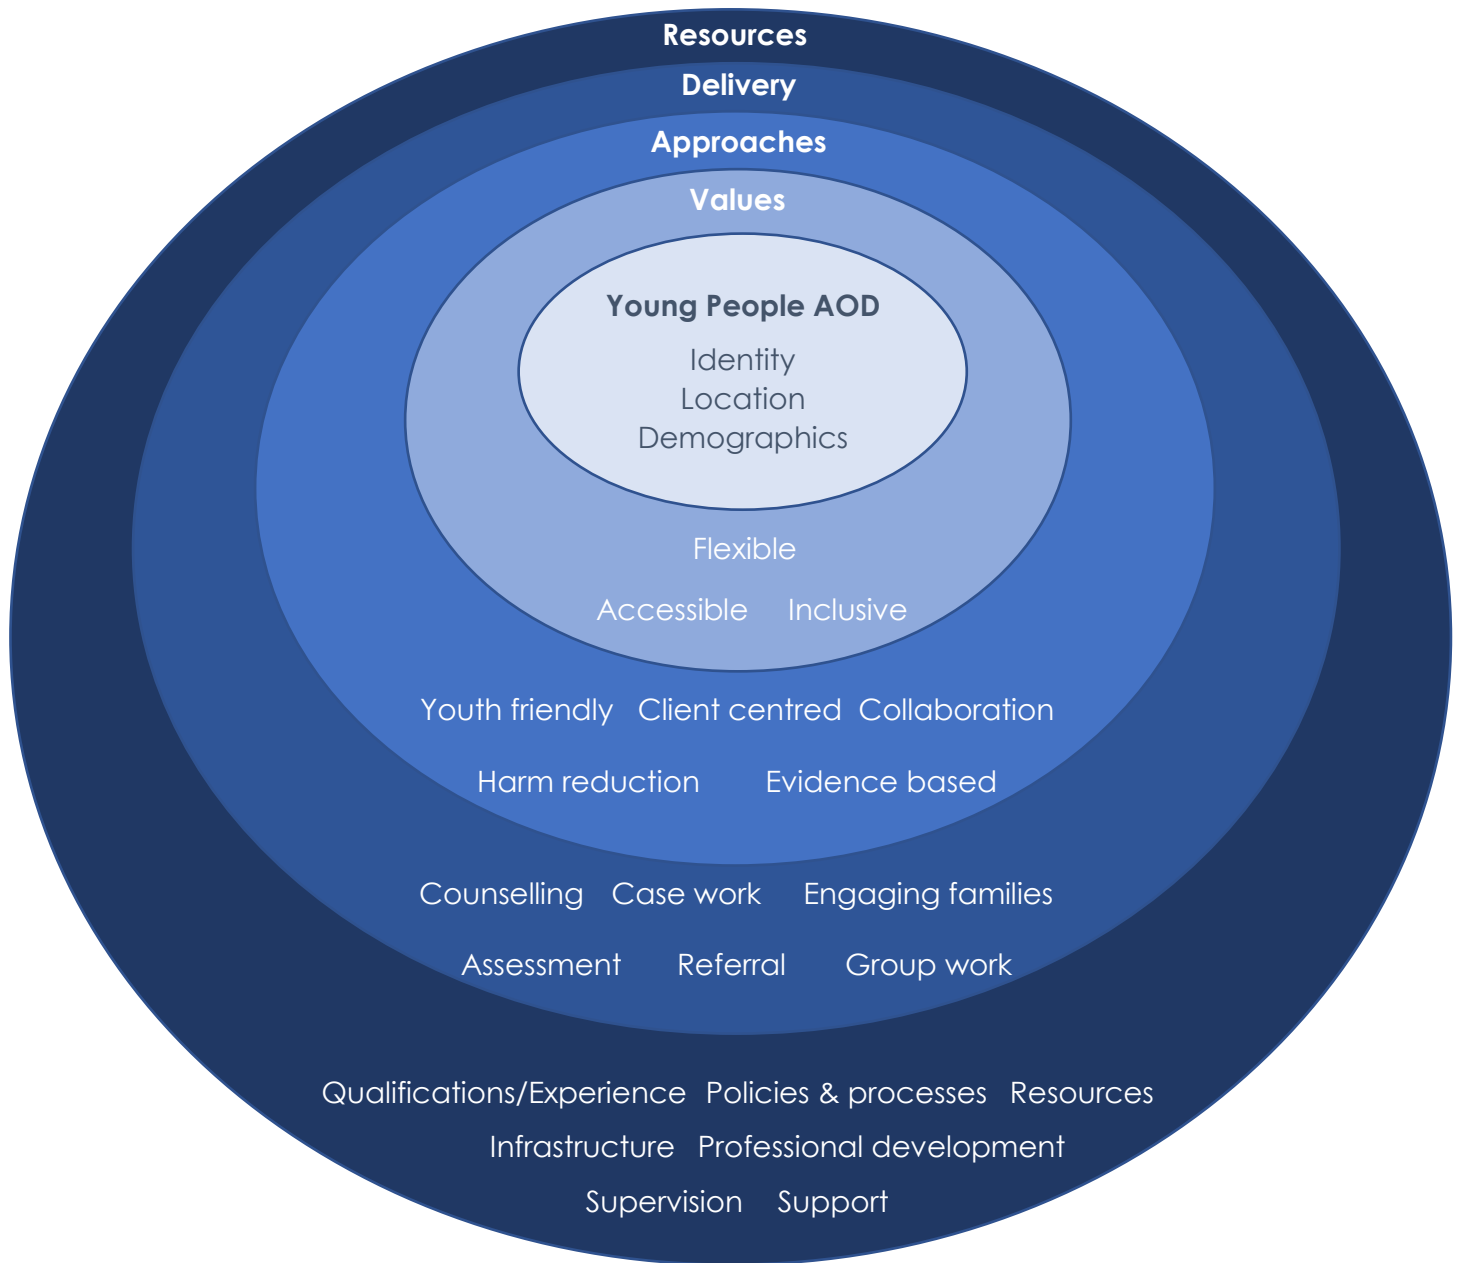 Resources
Delivery
Approaches
Values
Young People AOD
Identity
Location
Demographics
Flexible
Accessible Inclusive
Youth friendly Client centred Collaboration
Harm reduction Evidence based
Counselling Case work Engaging families
Assessment Referral Group work
Qualifications/Experience Policies & processes Resources
Infrastructure Professional development
Supervision Support